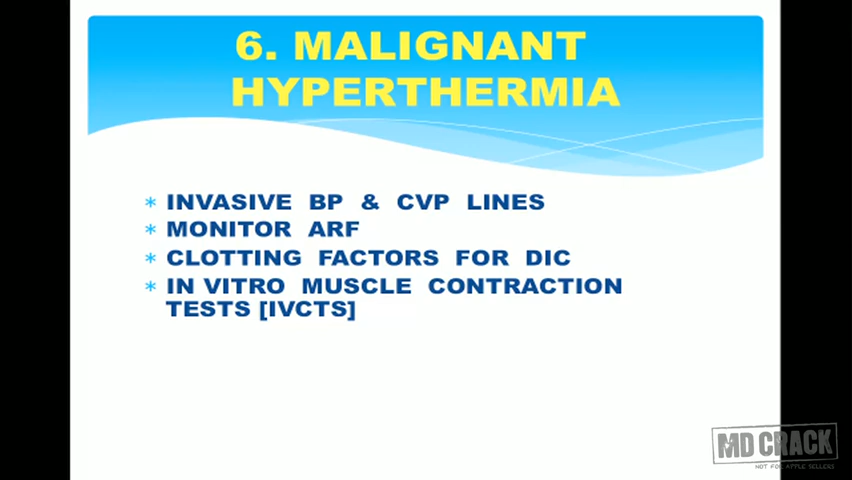 6. MALIGNANT
HYPERTHERMIA
* INVASIVE BP & CVP LINES
* MONITOR ARF
* CLOTTING FACTORS FOR DIC
* IN VITRO MUSCLE CONTRACTION
TESTS [IVCTS]
MD CRACK
NOT FOR APPLE SELLERS